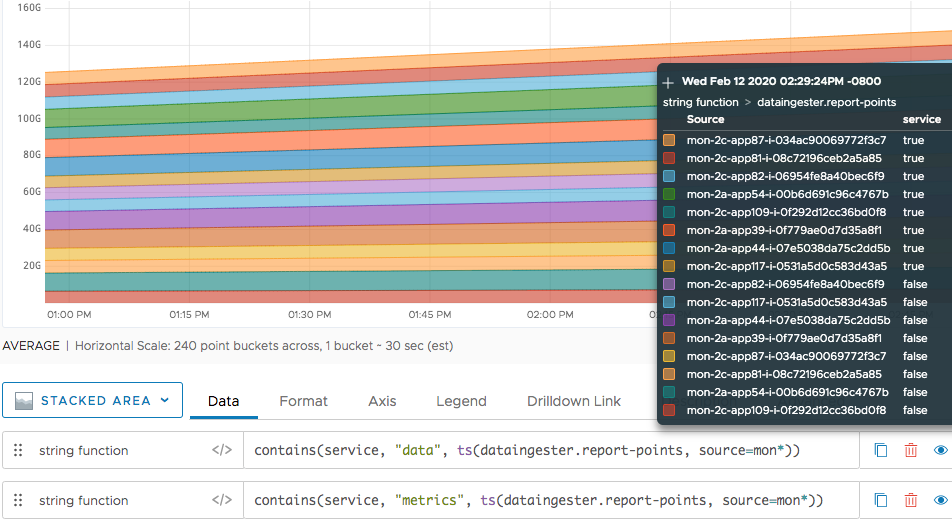 160G
140G
120G
100G
80G
60G
40G
20G
01:00 PM
01:15 PM
01:30 PM
01:45 PM
02:00 PM
Wed Feb 12 2020 02:29:24PM -0800
string function > dataingester.report-points
Source service
mon-2c-app87-i-034ac90069772f3c7 true
mon-2c-app81-i-08c72196ceb2a5a85 true
mon-2c-app82-i-06954fe8a40bec6f9 true
mon-2a-app54-i-00b6d691c96c4767b true
mon-2c-app109-i-0f292d12cc36bd0f8 true
mon-2a-app39-i-0f779ae0d7d35a8f1 true
mon-2a-app44-i-07e5038da75c2dd5b true
mon-2c-app117-i-0531a5d0c583d43a5 true
mon-2c-app82-i-06954fe8a40bec6f9 false
mon-2c-app117-i-0531a5d0c583d43a5 false
mon-2a-app44-i-07e5038da75c2dd5b false
mon-2a-app39-i-0f779ae0d7d35a8f1 false
mon-2c-app87-i-034ac90069772f3c7 false
mon-2c-app81-i-08c72196ceb2a5a85 false
mon-2a-app54-i-00b6d691c96c4767b false
mon-2c-app109-i-0f292d12cc36bd0f8 false
AVERAGE | Horizontal Scale: 240 point buckets across, 1 bucket ~ 30 sec (est)
STACKED AREA Data Format Axis Legend Drilldown Link
string function </> contains(service, "data", ts(dataingester.report-points, source=mon*))
string function </> contains(service, "metrics", ts(dataingester.report-points, source=mon*))